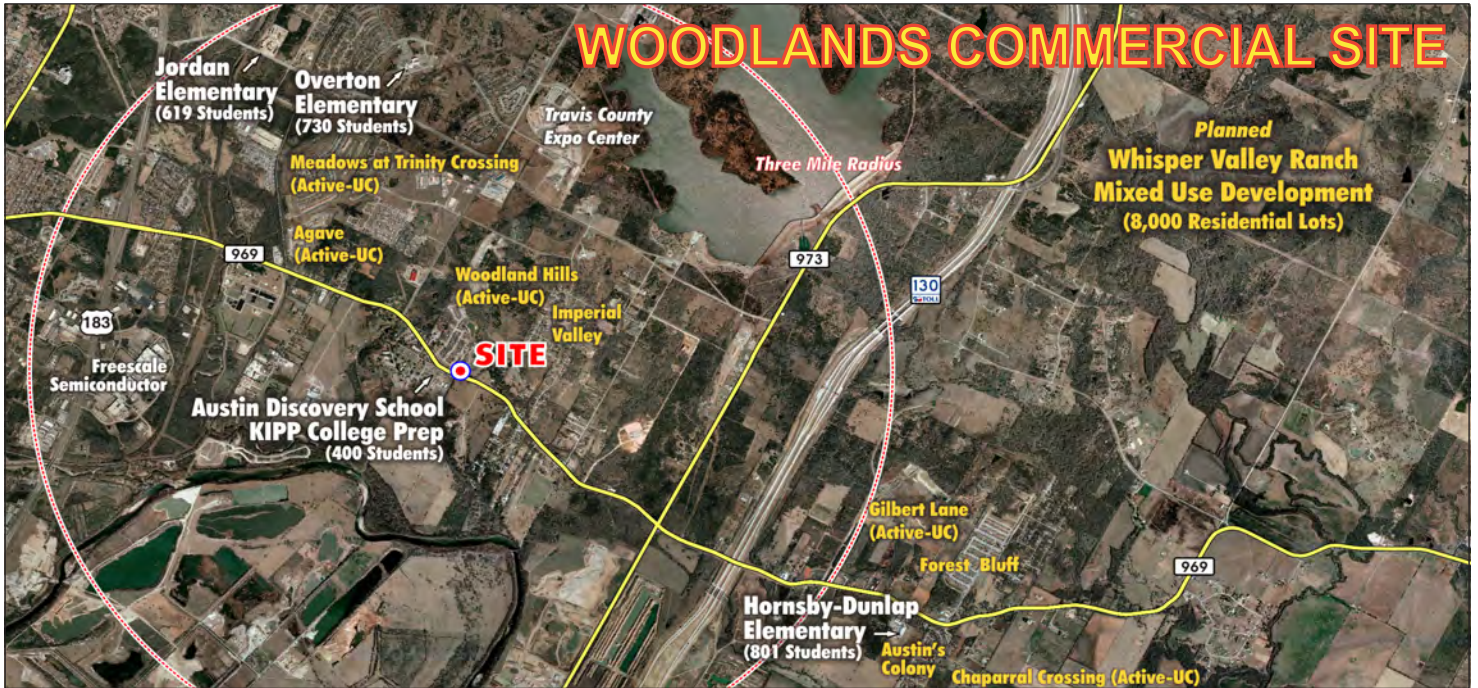 WOODLANDS COMMERCIAL SITE
Jordan
Elementary
(619 Students)
Overton
Elementary
(730 Students)
Travis County
Expo Center
Three Mile Radius
Planned
Whisper Valley Ranch
Mixed Use Development
(8,000 Residential Lots)
Meadows at Trinity Crossing
(Active-UC)
Agave
(Active-UC)
969
973
130
TOLL
Woodland Hills
(Active-UC)
Imperial
Valley
183
Freescale
Semiconductor
SITE
Austin Discovery School
KIPP College Prep
(400 Students)
Gilbert Lane
(Active-UC)
Forest Bluff
969
Hornsby-Dunlap
Elementary
(801 Students)
Austin's
Colony
Chaparral Crossing (Active-UC)